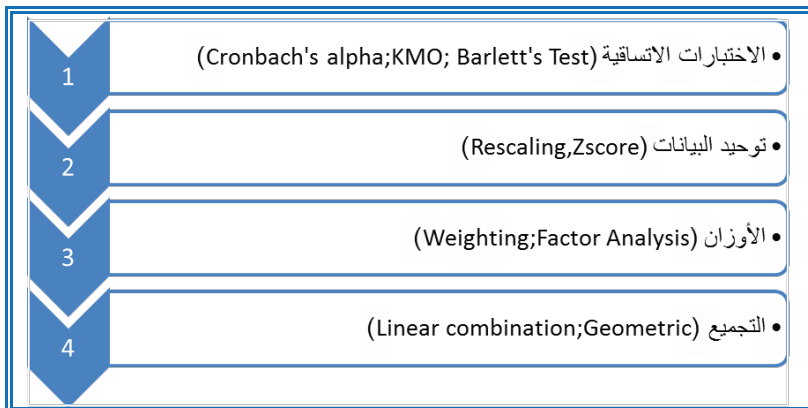 1
• الاختبارات الاتساقية (Cronbach's alpha;KMO; Barlett's Test)
2
• توحيد البيانات (Rescaling,Zscore)
3
• الأوزان (Weighting;Factor Analysis)
4
• التجميع (Linear combination;Geometric)